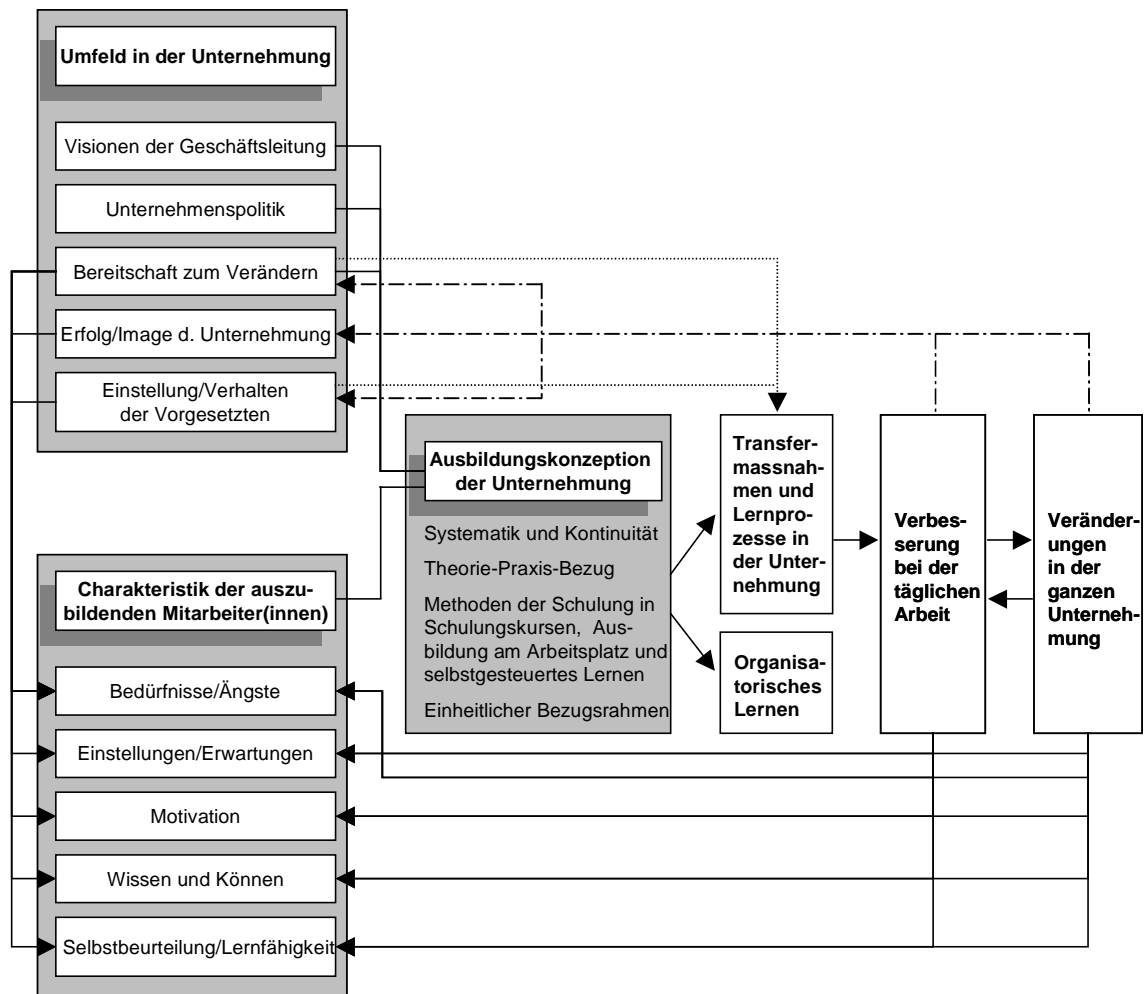 Umfeld in der Unternehmung
Visionen der Geschäftsleitung
Unternehmenspolitik
Bereitschaft zum Verändern
Erfolg/Image d. Unternehmung
Einstellung/Verhalten
der Vorgesetzten
Charakteristik der auszu-
bildenden Mitarbeiter(innen)
Bedürfnisse/Ängste
Einstellungen/Erwartungen
Motivation
Wissen und Können
Selbstbeurteilung/Lernfähigkeit
Ausbildungskonzeption
der Unternehmung
Systematik und Kontinuität
Theorie-Praxis-Bezug
Methoden der Schulung in
Schulungskursen, Aus-
bildung am Arbeitsplatz und
selbstgesteuertes Lernen
Einheitlicher Bezugsrahmen
Transfer-
massnah-
men und
Lernpro-
zesse in
der Unter-
nehmung
Organisa-
torisches
Lernen
Verbes-
serung
bei der
täglichen
Arbeit
Veränder-
ungen
in der
ganzen
Unterneh-
mung